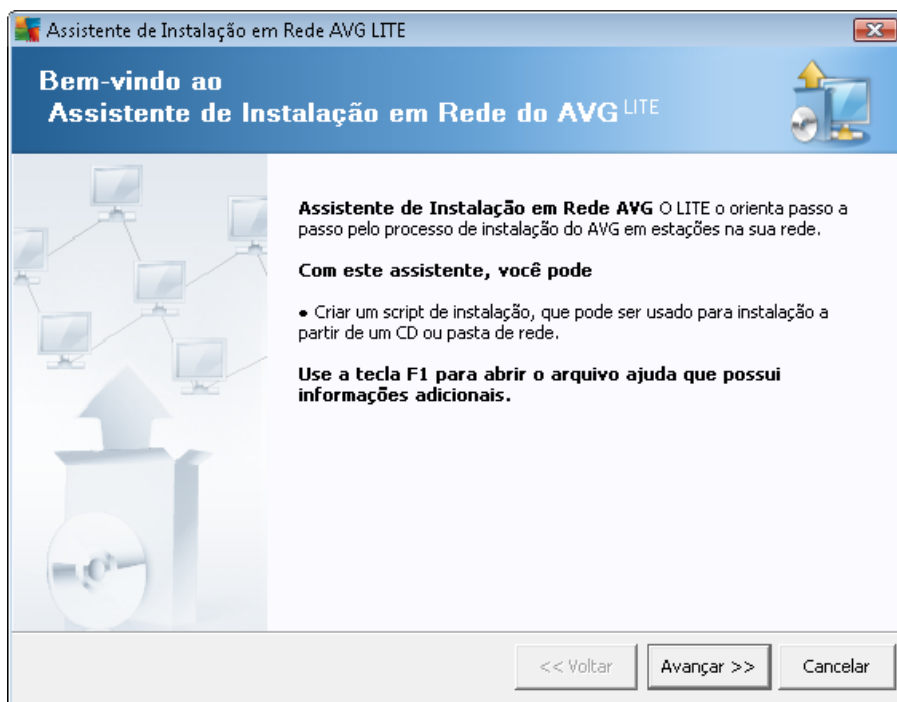 Assistente de Instalação em Rede AVG LITE
Bem-vindo ao
Assistente de Instalação em Rede do AVG LITE
Assistente de Instalação em Rede AVG O LITE o orienta passo a
passo pelo processo de instalação do AVG em estações na sua rede.
Com este assistente, você pode
• Criar um script de instalação, que pode ser usado para instalação a
partir de um CD ou pasta de rede.
Use a tecla F1 para abrir o arquivo ajuda que possui
informações adicionais.
<< Voltar
Avançar >>
Cancelar